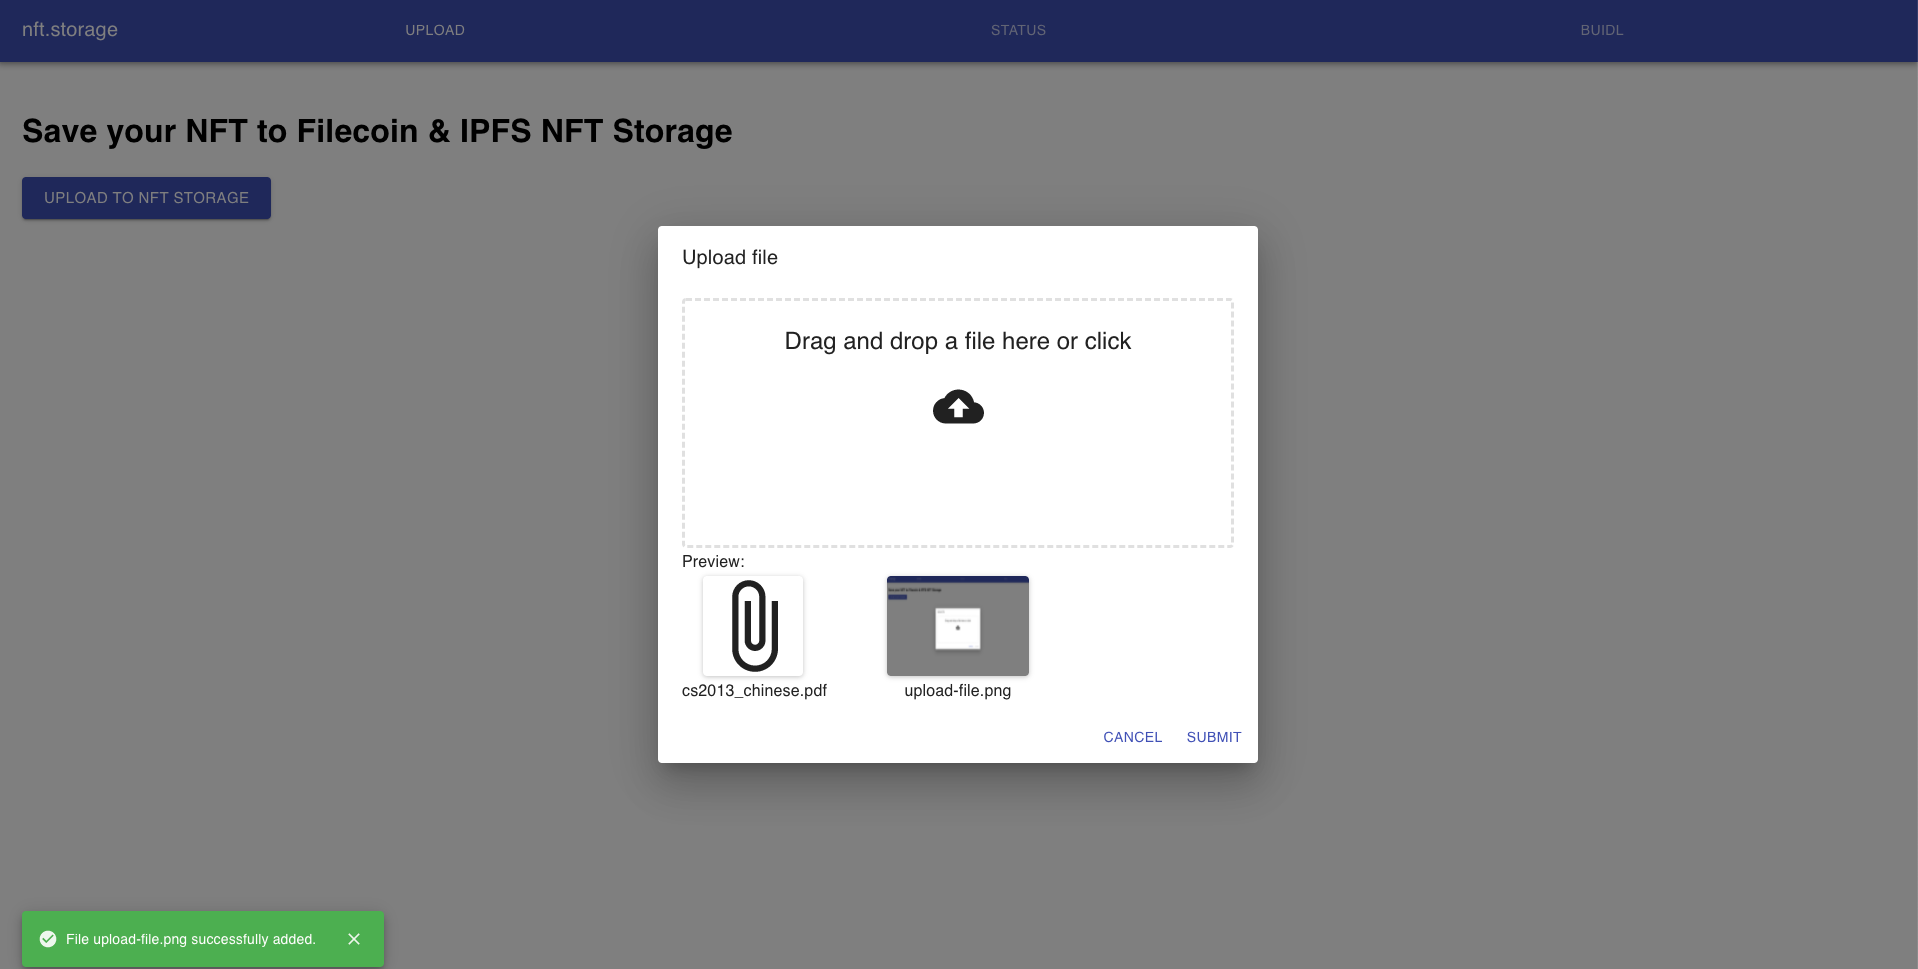 nft.storage
UPLOAD
STATUS
BUIDL
Save your NFT to Filecoin & IPFS NFT Storage
UPLOAD TO NFT STORAGE
Upload file
Drag and drop a file here or click
Preview:
cs2013_chinese.pdf
upload-file.png
CANCEL
SUBMIT
File upload-file.png successfully added.